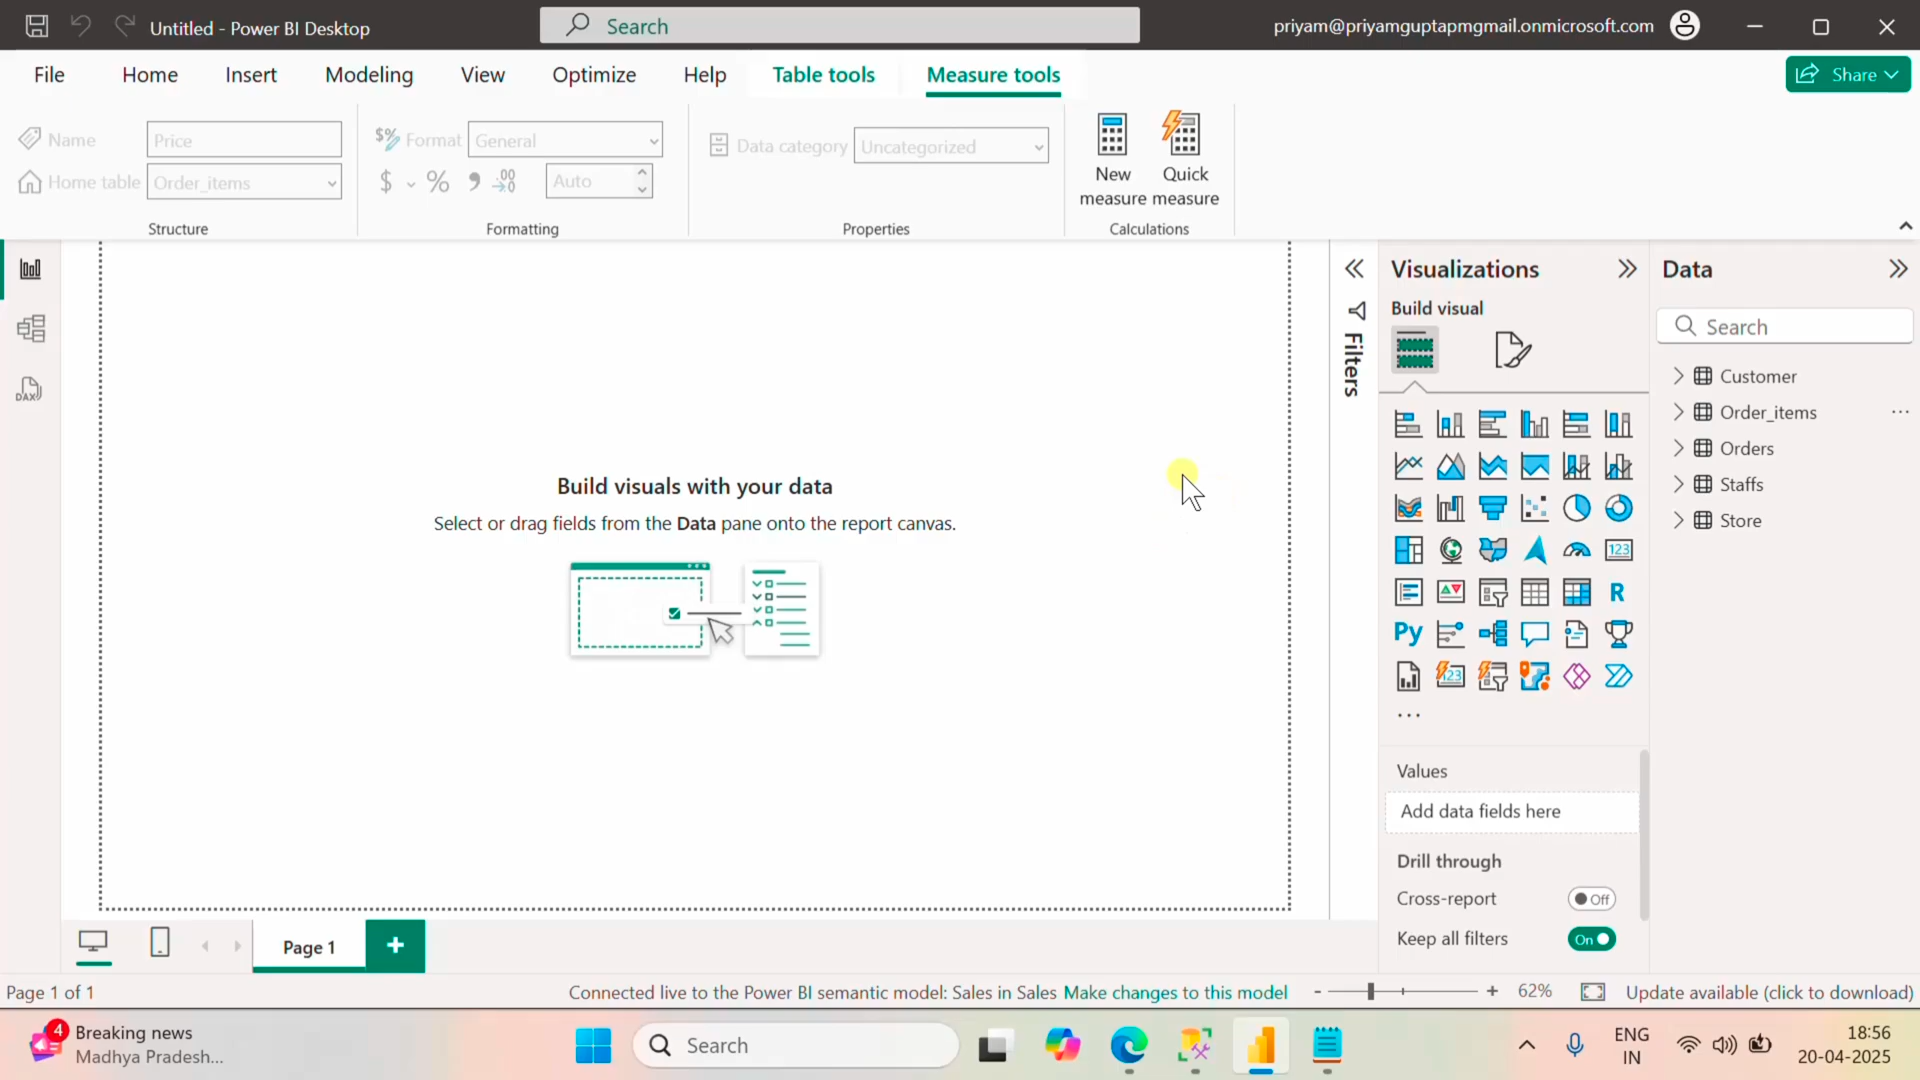 Untitled - Power BI Desktop
Search
priyam@priyamguptapmgmail.onmicrosoft.com
File Home Insert Modeling View Optimize Help Table tools Measure tools
Share
Name Price
Home table Order_items
Structure
$% Format General
$ % 9 .00 →.0 Auto
Formatting
Data category Uncategorized
Properties
New measure
Quick measure
Calculations
DAX
Build visuals with your data
Select or drag fields from the Data pane onto the report canvas.
Filters
Visualizations
Build visual
123
R
Py
123
Values
Add data fields here
Drill through
Cross-report Off
Keep all filters On
Data
Search
Customer
Order_items
Orders
Staffs
Store
Page 1
Page 1 of 1
Connected live to the Power BI semantic model: Sales in Sales Make changes to this model
- + 62%
Update available (click to download)
4
Breaking news
Madhya Pradesh...
Search
ENG
IN
18:56
20-04-2025